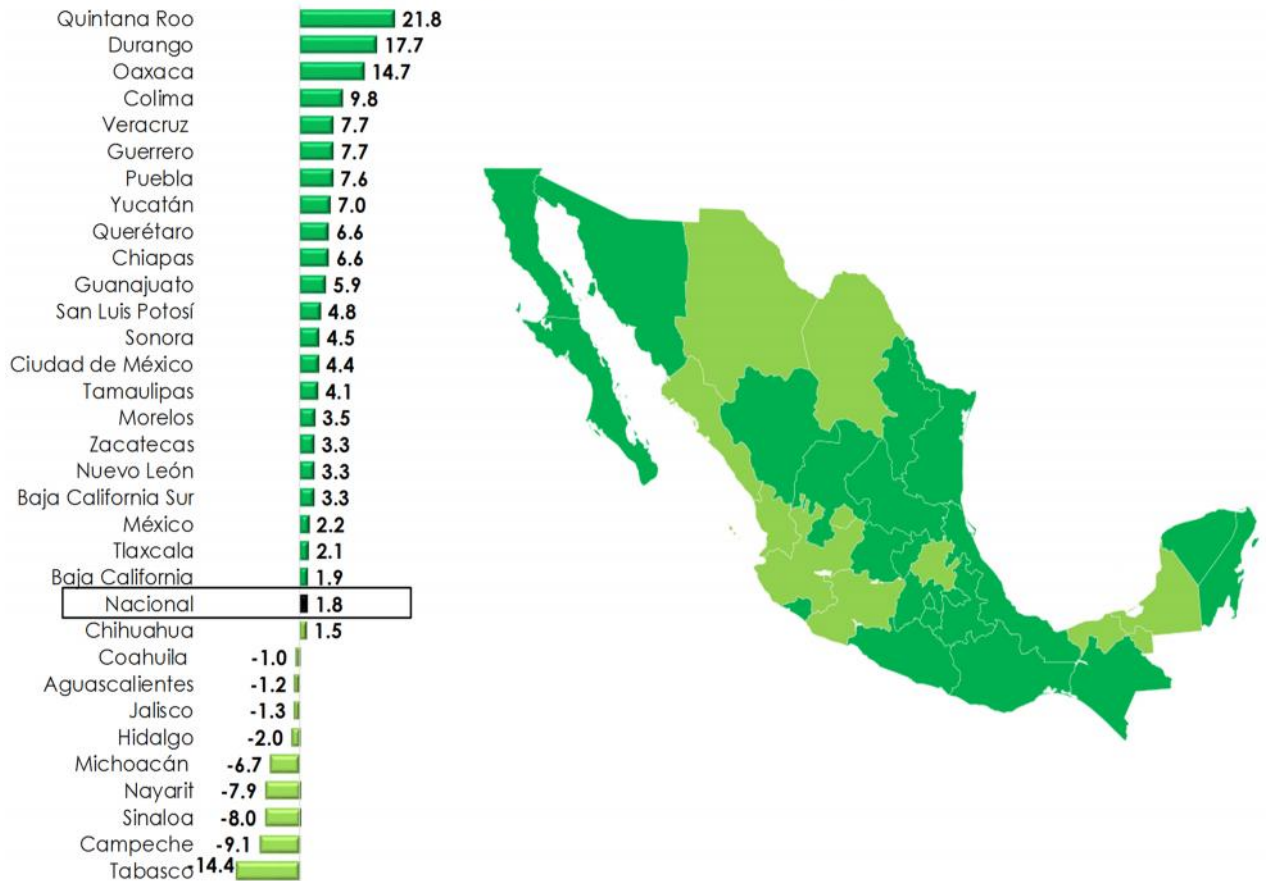 Quintana Roo 21.8
Durango 17.7
Oaxaca 14.7
Colima 9.8
Veracruz 7.7
Guerrero 7.7
Puebla 7.6
Yucatán 7.0
Querétaro 6.6
Chiapas 6.6
Guanajuato 5.9
San Luis Potosí 4.8
Sonora 4.5
Ciudad de México 4.4
Tamaulipas 4.1
Morelos 3.5
Zacatecas 3.3
Nuevo León 3.3
Baja California Sur 3.3
México 2.2
Tlaxcala 2.1
Baja California 1.9
Nacional 1.8
Chihuahua 1.5
Coahuila -1.0
Aguascalientes -1.2
Jalisco -1.3
Hidalgo -2.0
Michoacán -6.7
Nayarit -7.9
Sinaloa -8.0
Campeche -9.1
Tabasco -14.4